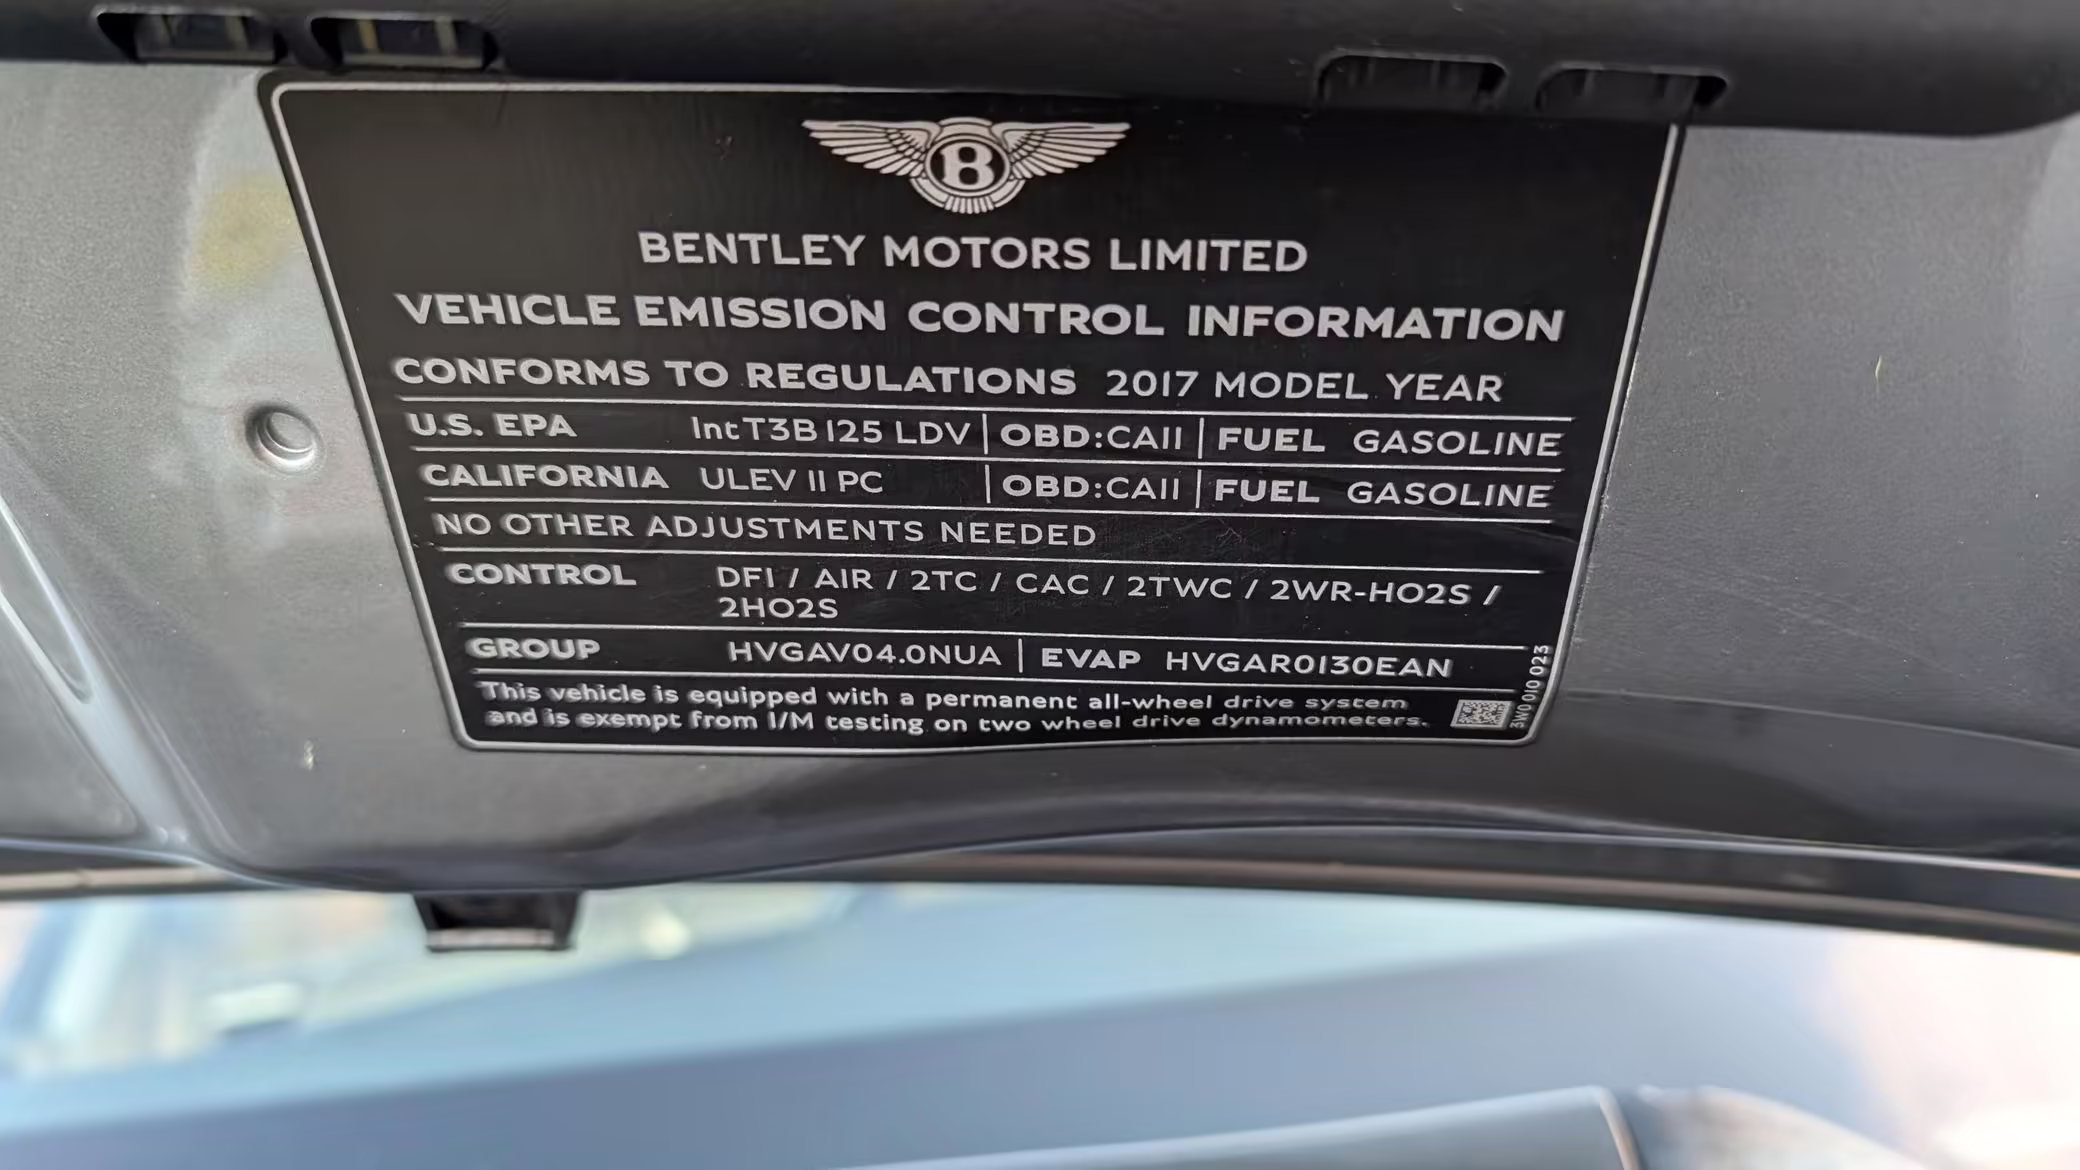 B
BENTLEY MOTORS LIMITED
VEHICLE EMISSION CONTROL INFORMATION
CONFORMS TO REGULATIONS 2017 MODEL YEAR
U.S. EPA IntT3B125 LDV | OBD:CAII | FUEL GASOLINE
CALIFORNIA ULEV II PC | OBD:CAII | FUEL GASOLINE
NO OTHER ADJUSTMENTS NEEDED
CONTROL DFI / AIR / 2TC / CAC / 2TWC / 2WR-HO2S /
2HO2S
GROUP HVGAV04.0NUA | EVAP HVGAR0130EAN
This vehicle is equipped with a permanent all-wheel drive system
and is exempt from I/M testing on two wheel drive dynamometers.
3W0 010 023